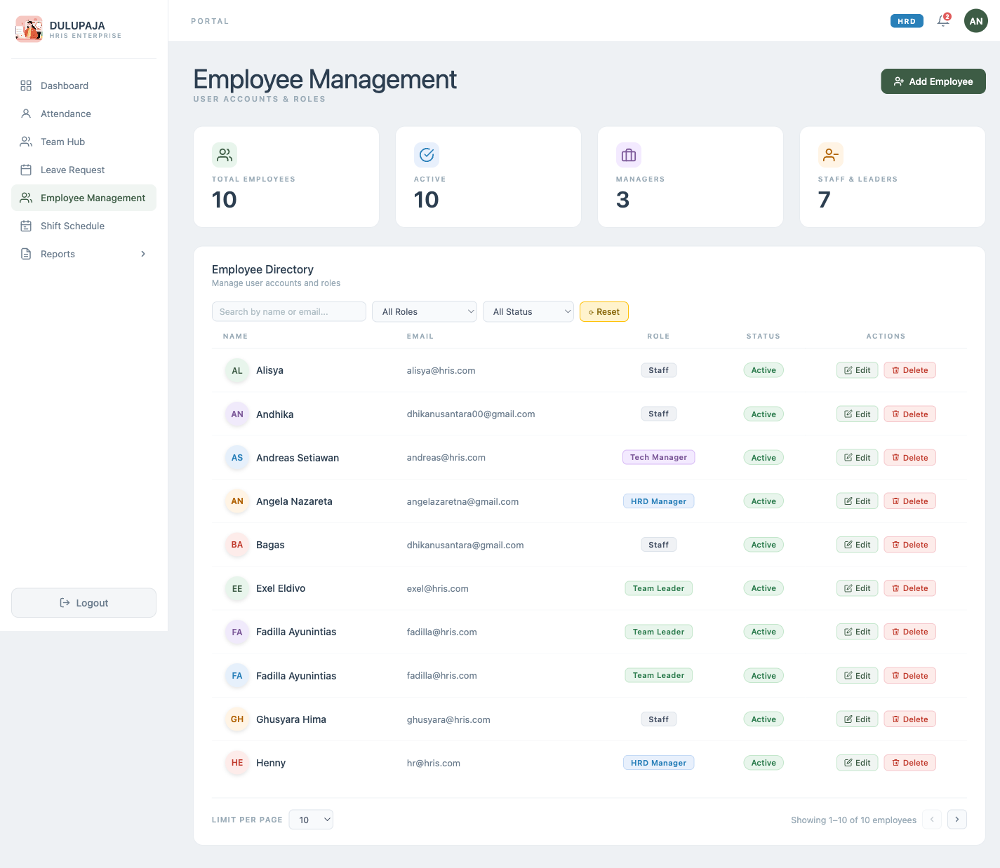 DULUPAJA
HRIS ENTERPRISE
PORTAL
HRD
2
AN
Dashboard
Attendance
Team Hub
Leave Request
Employee Management
Shift Schedule
Reports
Logout
Employee Management
USER ACCOUNTS & ROLES
Add Employee
TOTAL EMPLOYEES
10
ACTIVE
10
MANAGERS
3
STAFF & LEADERS
7
Employee Directory
Manage user accounts and roles
Search by name or email... All Roles All Status Reset
NAME EMAIL ROLE STATUS ACTIONS
AL Alisya alisya@hris.com Staff Active Edit Delete
AN Andhika dhikanusantara00@gmail.com Staff Active Edit Delete
AS Andreas Setiawan andreas@hris.com Tech Manager Active Edit Delete
AN Angela Nazareta angelazaretna@gmail.com HRD Manager Active Edit Delete
BA Bagas dhikanusantara@gmail.com Staff Active Edit Delete
EE Exel Eldivo exel@hris.com Team Leader Active Edit Delete
FA Fadilla Ayunintias fadilla@hris.com Team Leader Active Edit Delete
FA Fadilla Ayunintias fadilla@hris.com Team Leader Active Edit Delete
GH Ghusyara Hima ghusyara@hris.com Staff Active Edit Delete
HE Henny hr@hris.com HRD Manager Active Edit Delete
LIMIT PER PAGE 10 Showing 1–10 of 10 employees